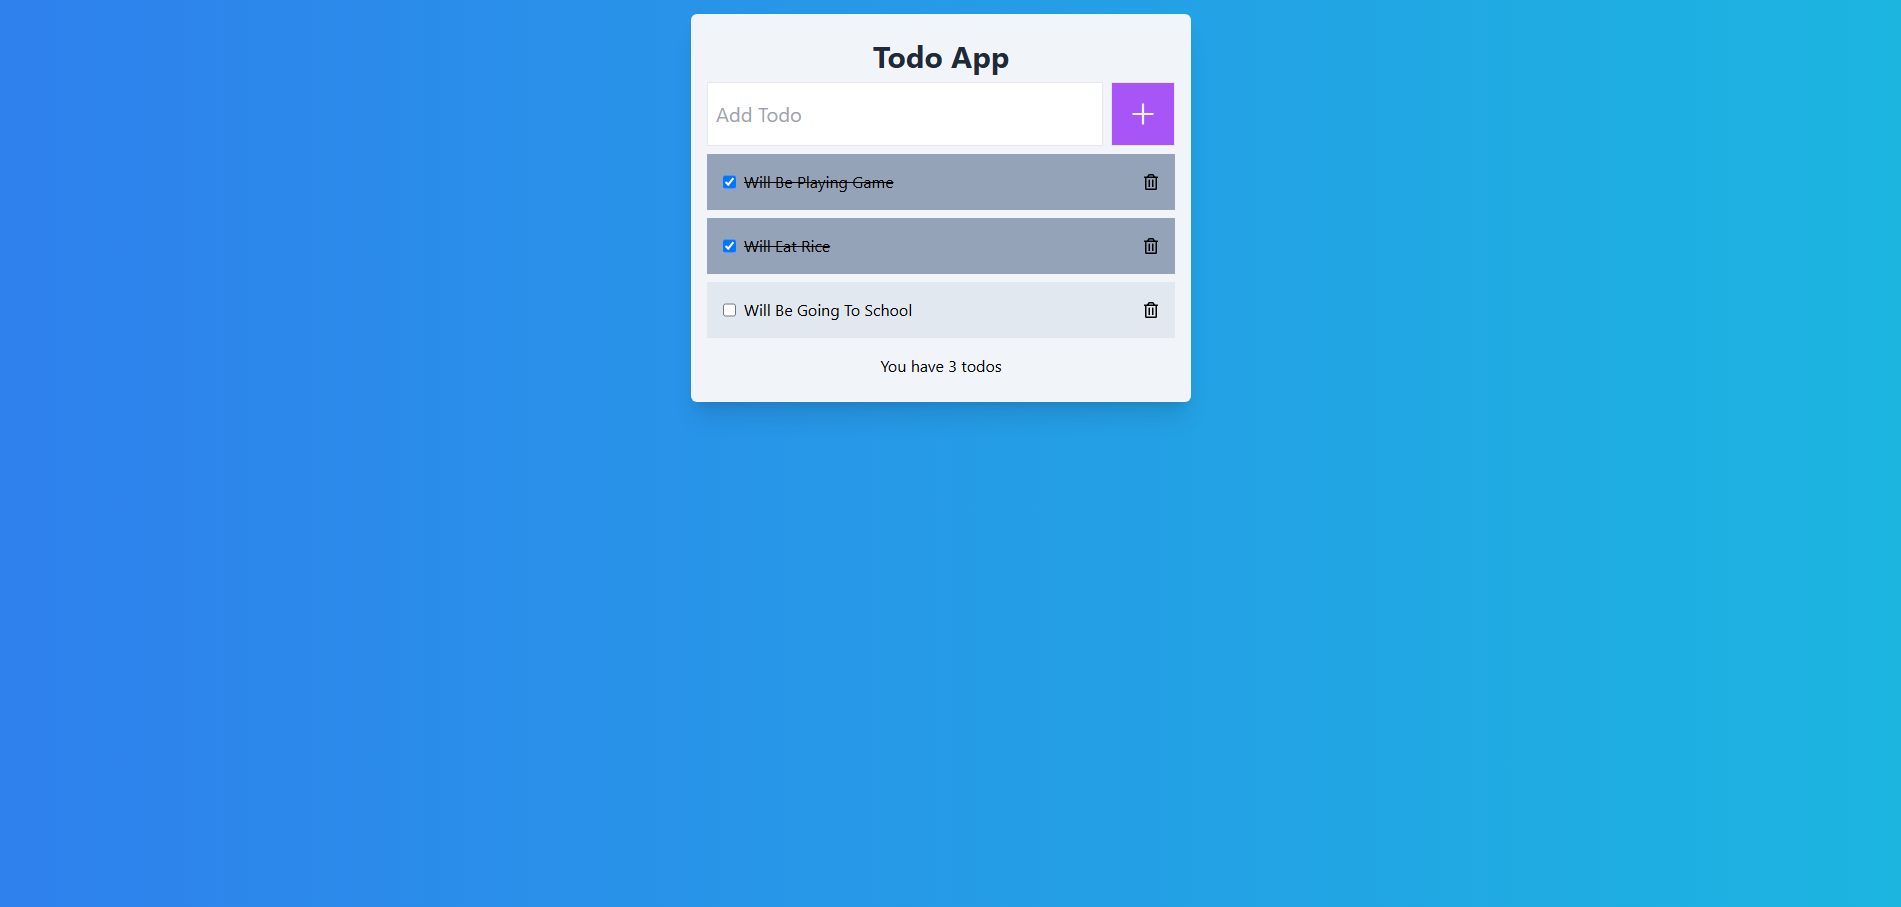 Todo App
Add Todo
Will Be Playing Game
Will Eat Rice
Will Be Going To School
You have 3 todos